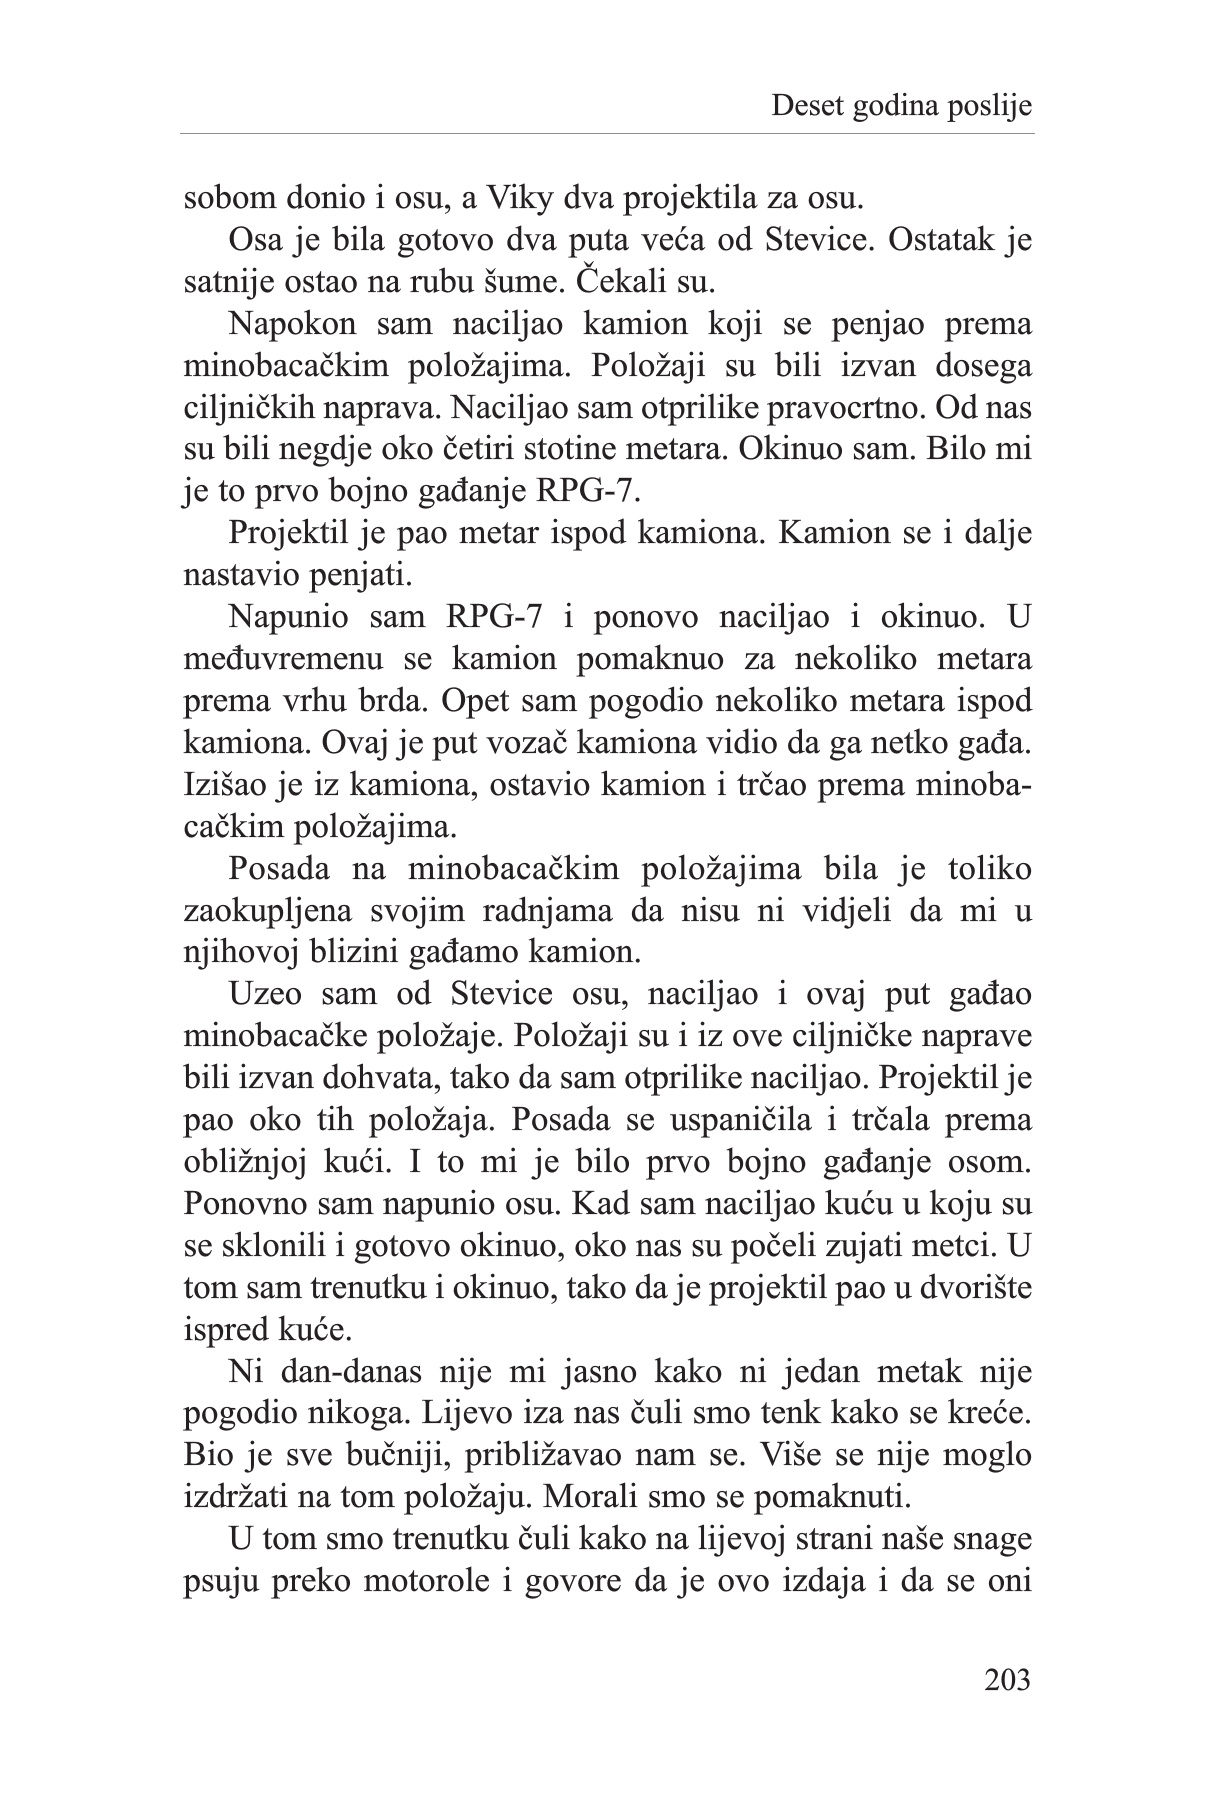 Deset godina poslije
sobom donio i osu, a Viky dva projektila za osu.
Osa je bila gotovo dva puta veća od Stevice. Ostatak je
satnije ostao na rubu šume. Čekali su.
Napokon sam naciljao kamion koji se penjao prema
minobacačkim položajima. Položaji su bili izvan dosega
ciljničkih naprava. Naciljao sam otprilike pravocrtno. Od nas
su bili negdje oko četiri stotine metara. Okinuo sam. Bilo mi
je to prvo bojno gađanje RPG-7.
Projektil je pao metar ispod kamiona. Kamion se i dalje
nastavio penjati.
Napunio sam RPG-7 i ponovo naciljao i okinuo. U
međuvremenu se kamion pomaknuo za nekoliko metara
prema vrhu brda. Opet sam pogodio nekoliko metara ispod
kamiona. Ovaj je put vozač kamiona vidio da ga netko gađa.
Izišao je iz kamiona, ostavio kamion i trčao prema minoba-
cačkim položajima.
Posada na minobacačkim položajima bila je toliko
zaokupljena svojim radnjama da nisu ni vidjeli da mi u
njihovoj blizini gađamo kamion.
Uzeo sam od Stevice osu, naciljao i ovaj put gađao
minobacačke položaje. Položaji su i iz ove ciljničke naprave
bili izvan dohvata, tako da sam otprilike naciljao. Projektil je
pao oko tih položaja. Posada se uspaničila i trčala prema
obližnjoj kući. I to mi je bilo prvo bojno gađanje osom.
Ponovno sam napunio osu. Kad sam naciljao kuću u koju su
se sklonili i gotovo okinuo, oko nas su počeli zujati metci. U
tom sam trenutku i okinuo, tako da je projektil pao u dvorište
ispred kuće.
Ni dan-danas nije mi jasno kako ni jedan metak nije
pogodio nikoga. Lijevo iza nas čuli smo tenk kako se kreće.
Bio je sve bučniji, približavao nam se. Više se nije moglo
izdržati na tom položaju. Morali smo se pomaknuti.
U tom smo trenutku čuli kako na lijevoj strani naše snage
psuju preko motorole i govore da je ovo izdaja i da se oni
203